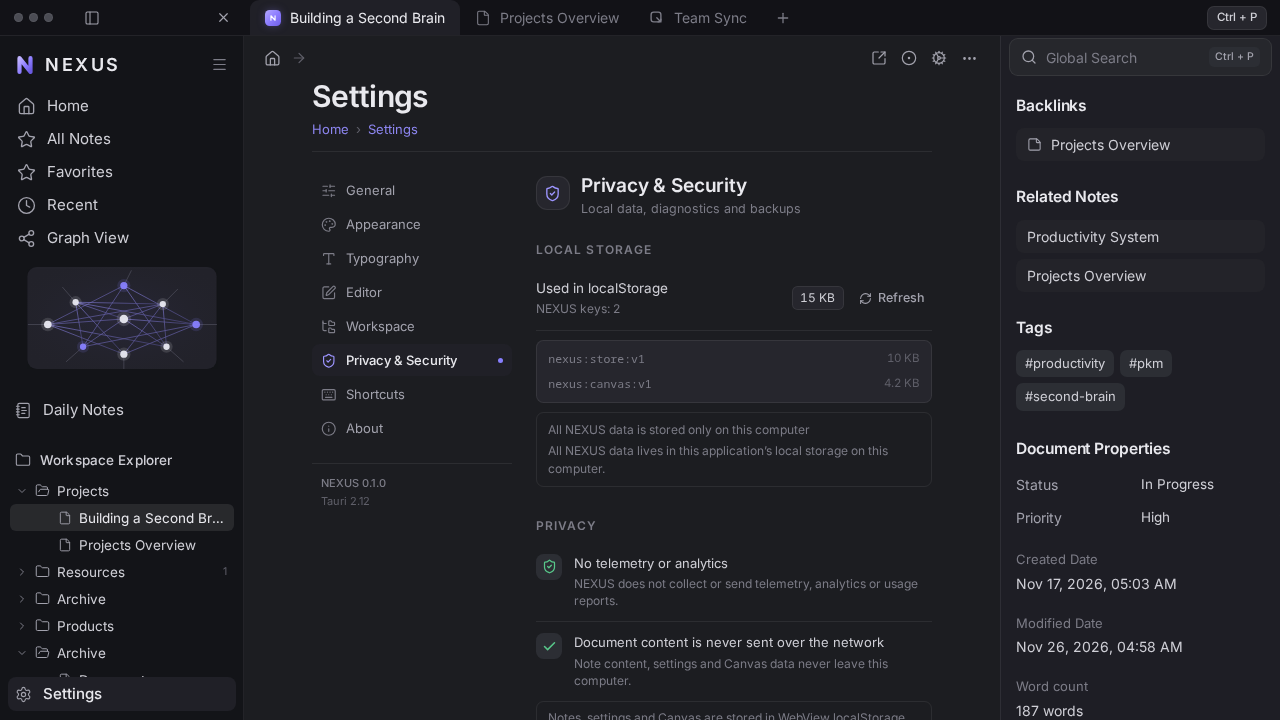 Building a Second Brain
Projects Overview
Team Sync
Ctrl + P
NEXUS
Home
All Notes
Favorites
Recent
Graph View
Daily Notes
Workspace Explorer
Projects
Building a Second Br...
Projects Overview
Resources 1
Archive
Products
Archive
Settings
Settings
Home › Settings
General
Appearance
Typography
Editor
Workspace
Privacy & Security
Shortcuts
About
NEXUS 0.1.0
Tauri 2.12
Privacy & Security
Local data, diagnostics and backups
LOCAL STORAGE
Used in localStorage
NEXUS keys: 2
15 KB
Refresh
nexus:store:v1 10 KB
nexus:canvas:v1 4.2 KB
All NEXUS data is stored only on this computer
All NEXUS data lives in this application's local storage on this
computer.
PRIVACY
No telemetry or analytics
NEXUS does not collect or send telemetry, analytics or usage
reports.
Document content is never sent over the network
Note content, settings and Canvas data never leave this
computer.
Notes, settings and Canvas are stored in WebView localStorage
Global Search Ctrl + P
Backlinks
Projects Overview
Related Notes
Productivity System
Projects Overview
Tags
#productivity #pkm
#second-brain
Document Properties
Status In Progress
Priority High
Created Date
Nov 17, 2026, 05:03 AM
Modified Date
Nov 26, 2026, 04:58 AM
Word count
187 words